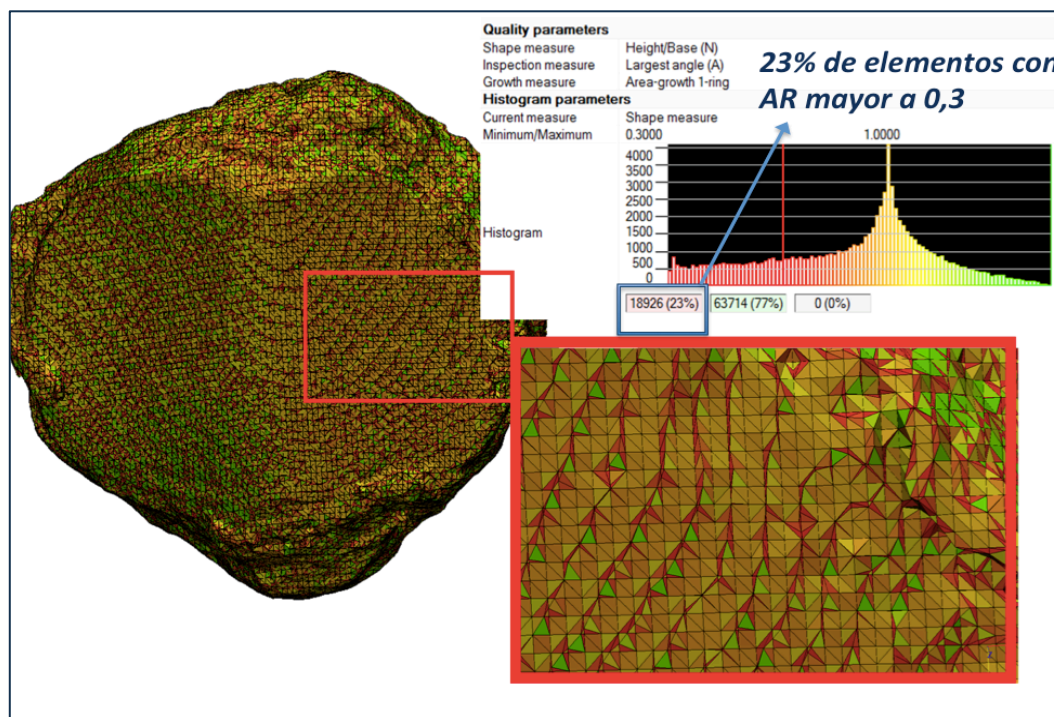 Quality parameters
Shape measure Height/Base (N)
Inspection measure Largest angle (A)
Growth measure Area-growth 1-ring
23% de elementos con
AR mayor a 0,3
Histogram parameters
Current measure Shape measure
Minimum/Maximum 0.3000 1.0000
Histogram
4000
3500
3000
2500
2000
1500
1000
500
0
18926 (23%) 63714 (77%) 0 (0%)